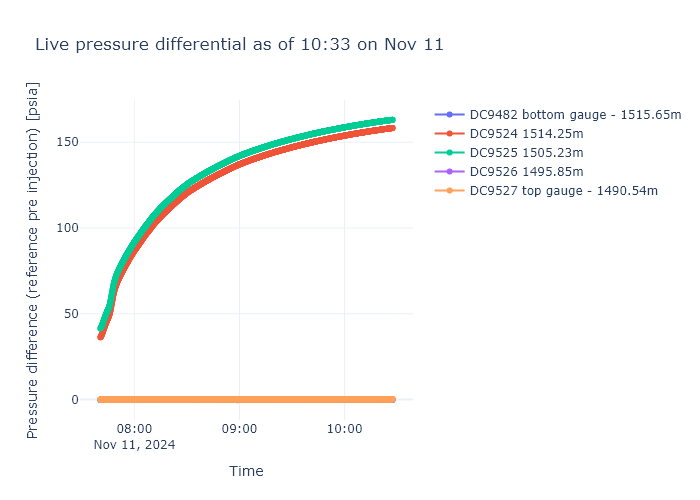 Live pressure differential as of 10:33 on Nov 11
Pressure difference (reference pre injection) [psia]
150
100
50
0
08:00
Nov 11, 2024
09:00
10:00
Time
DC9482 bottom gauge - 1515.65m
DC9524 1514.25m
DC9525 1505.23m
DC9526 1495.85m
DC9527 top gauge - 1490.54m